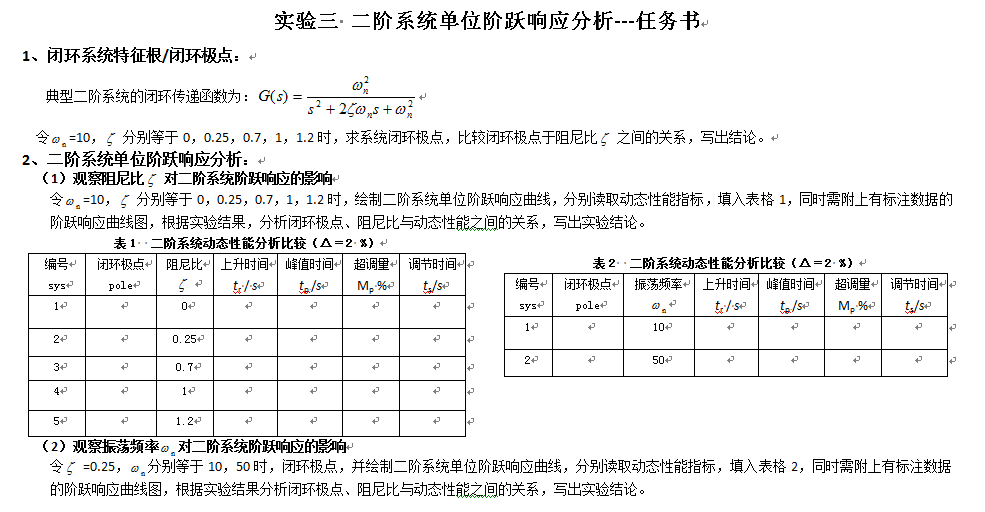 实验三 二阶系统单位阶跃响应分析---任务书
1、闭环系统特征根/闭环极点：
典型二阶系统的闭环传递函数为：G(s) = ω_n^2 / (s^2 + 2ζω_n s + ω_n^2)
令ω_n=10，ζ 分别等于 0，0.25，0.7，1，1.2 时，求系统闭环极点，比较闭环极点于阻尼比ζ 之间的关系，写出结论。
2、二阶系统单位阶跃响应分析：
（1）观察阻尼比ζ 对二阶系统阶跃响应的影响
令ω_n=10，ζ 分别等于 0，0.25，0.7，1，1.2 时，绘制二阶系统单位阶跃响应曲线，分别读取动态性能指标，填入表格 1，同时需附上有标注数据的
阶跃响应曲线图，根据实验结果，分析闭环极点、阻尼比与动态性能之间的关系，写出实验结论。
表 1 二阶系统动态性能分析比较（Δ＝2 %）
编号 闭环极点 阻尼比 上升时间 峰值时间 超调量 调节时间
sys pole ζ t_r / s t_p/s M_p % t_s/s
1 0
2 0.25
3 0.7
4 1
5 1.2
表 2 二阶系统动态性能分析比较（Δ＝2 %）
编号 闭环极点 振荡频率 上升时间 峰值时间 超调量 调节时间
sys pole ω_n t_r / s t_p/s M_p % t_s/s
1 10
2 50
（2）观察振荡频率ω_n对二阶系统阶跃响应的影响
令ζ =0.25，ω_n分别等于 10，50 时，闭环极点，并绘制二阶系统单位阶跃响应曲线，分别读取动态性能指标，填入表格 2，同时需附上有标注数据
的阶跃响应曲线图，根据实验结果分析闭环极点、阻尼比与动态性能之间的关系，写出实验结论。